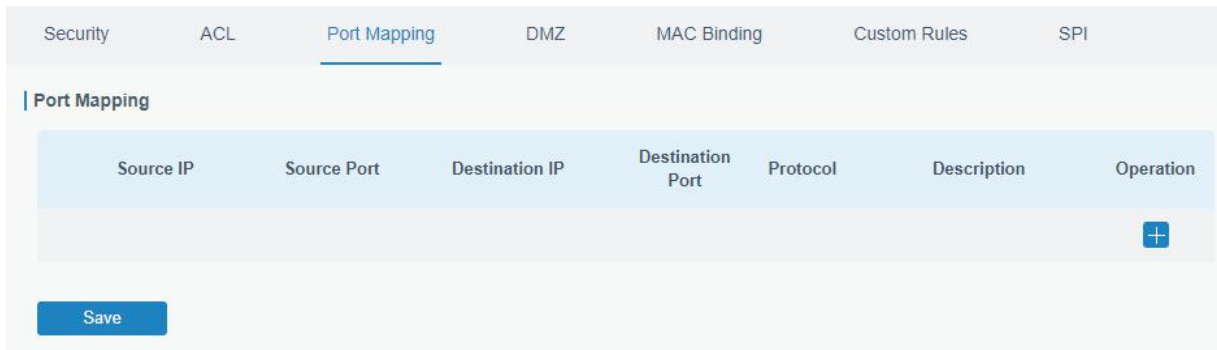 Security ACL Port Mapping DMZ MAC Binding Custom Rules SPI
Port Mapping
Source IP Source Port Destination IP Destination Port Protocol Description Operation
Save